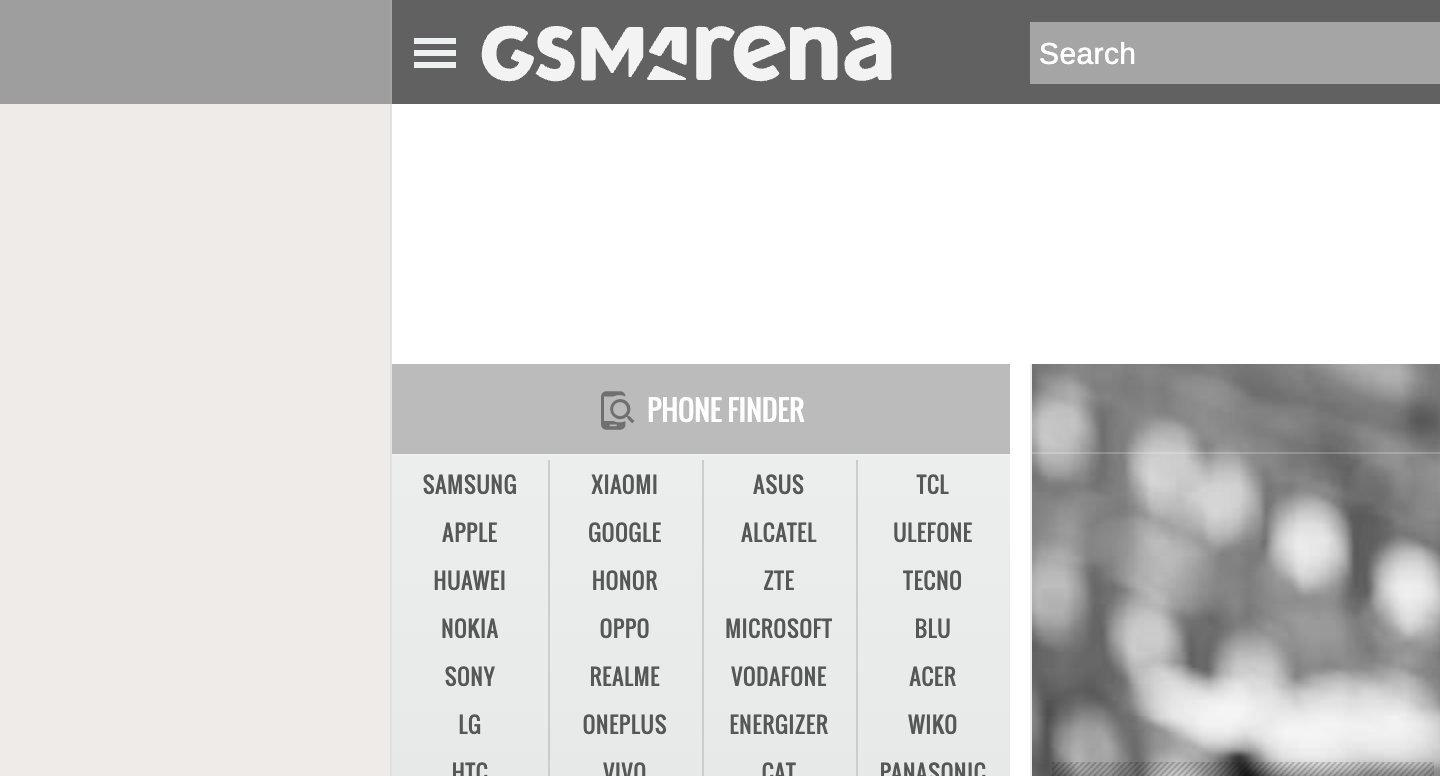 GSMArena
Search
PHONE FINDER
SAMSUNG XIAOMI ASUS TCL
APPLE GOOGLE ALCATEL ULEFONE
HUAWEI HONOR ZTE TECNO
NOKIA OPPO MICROSOFT BLU
SONY REALME VODAFONE ACER
LG ONEPLUS ENERGIZER WIKO
HTC VIVO CAT PANASONIC